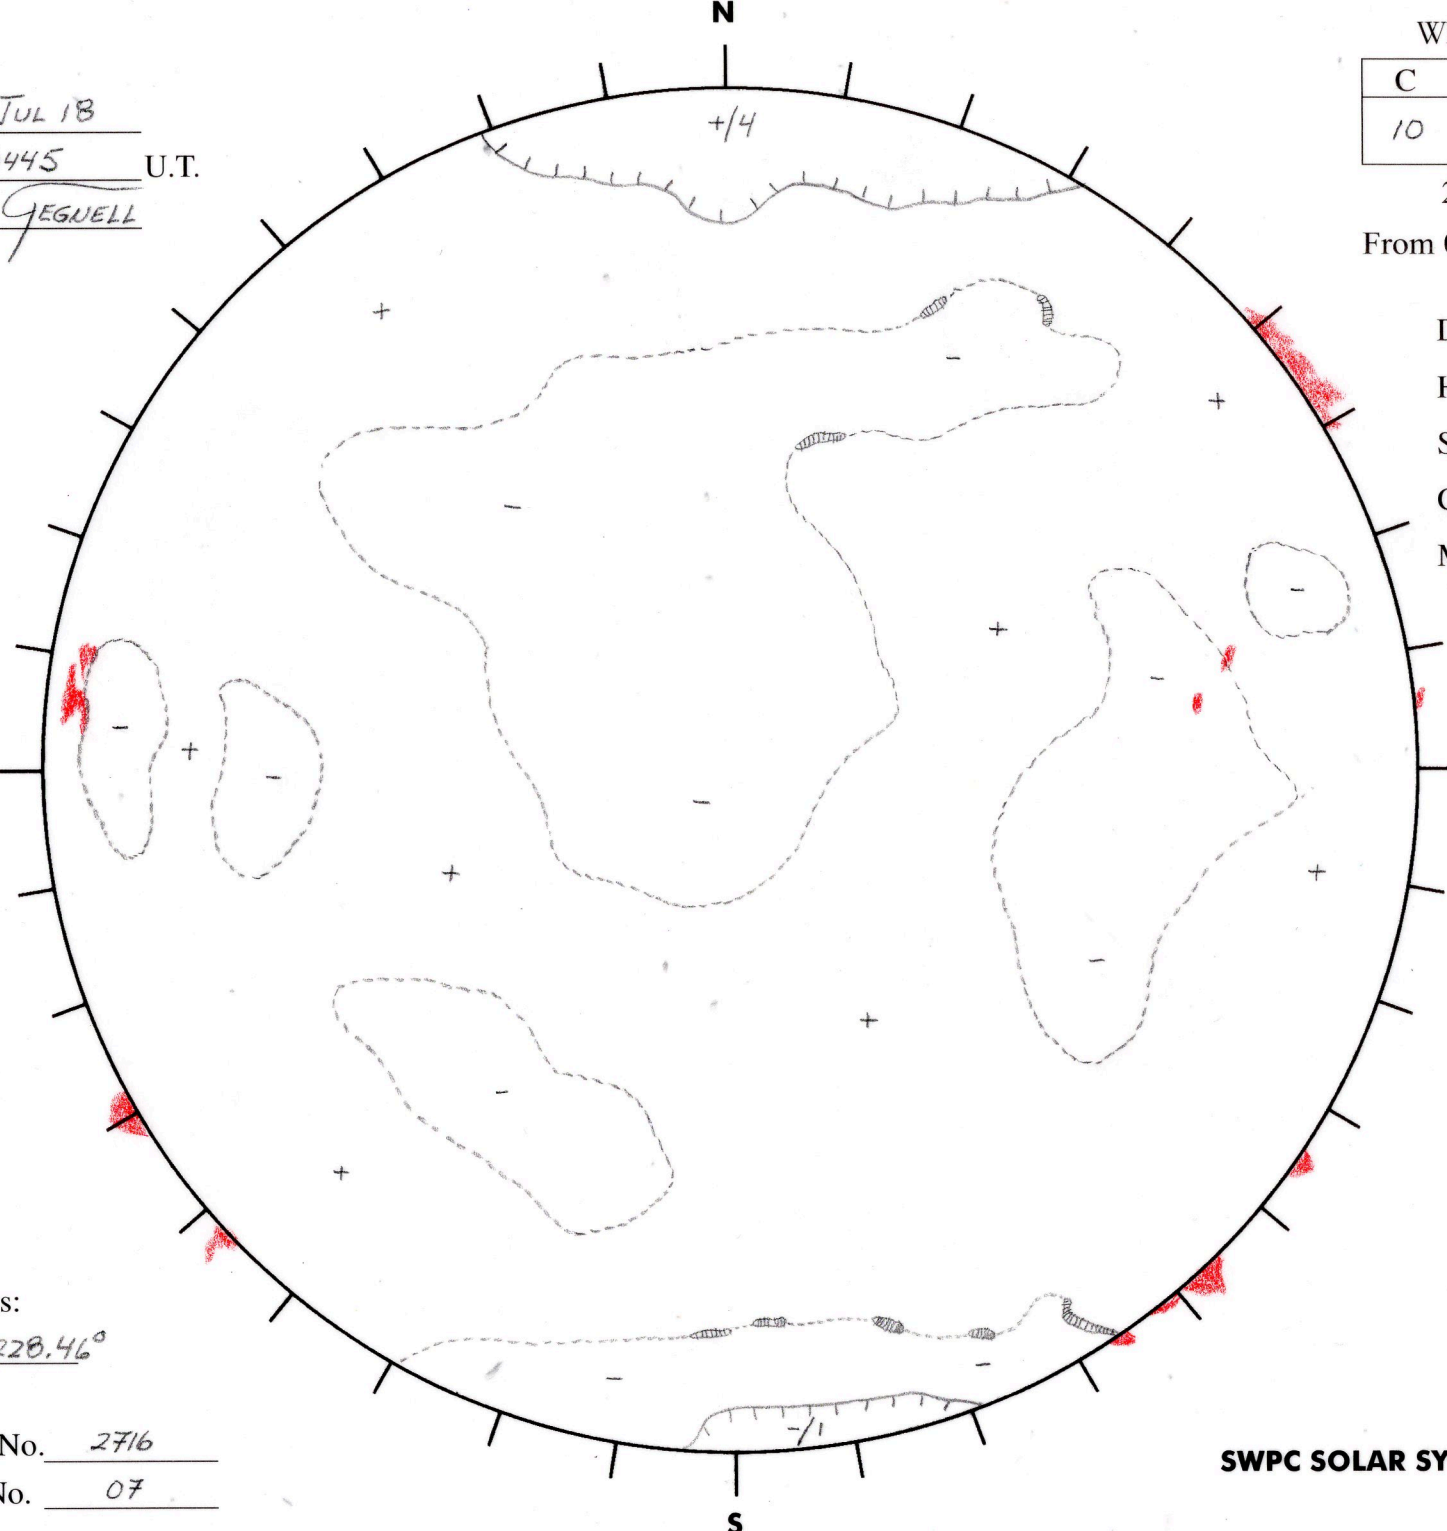 N
W
C
10
JUL 18
445 U.T.
GEGNELL
From
+/4
+
-
+
-
-
+
-
+
-
-
+
-
-
+
+
-
+
-
+
s:
228.46°
-
-
-/1
No. 2716
No. 07
SWPC SOLAR SY
S